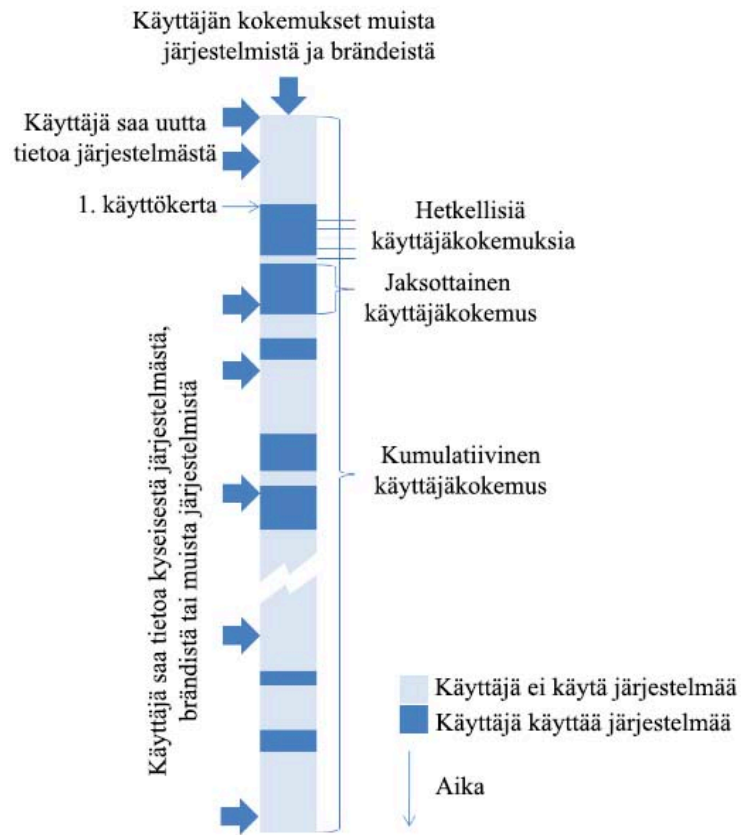 Käyttäjän kokemukset muista
järjestelmistä ja brändeistä
Käyttäjä saa uutta
tietoa järjestelmästä
1. käyttökerta
Hetkellisiä
käyttäjäkokemuksia
Jaksottainen
käyttäjäkokemus
Käyttäjä saa tietoa kyseisestä järjestelmästä,
brändistä tai muista järjestelmistä
Kumulatiivinen
käyttäjäkokemus
Käyttäjä ei käytä järjestelmää
Käyttäjä käyttää järjestelmää
Aika